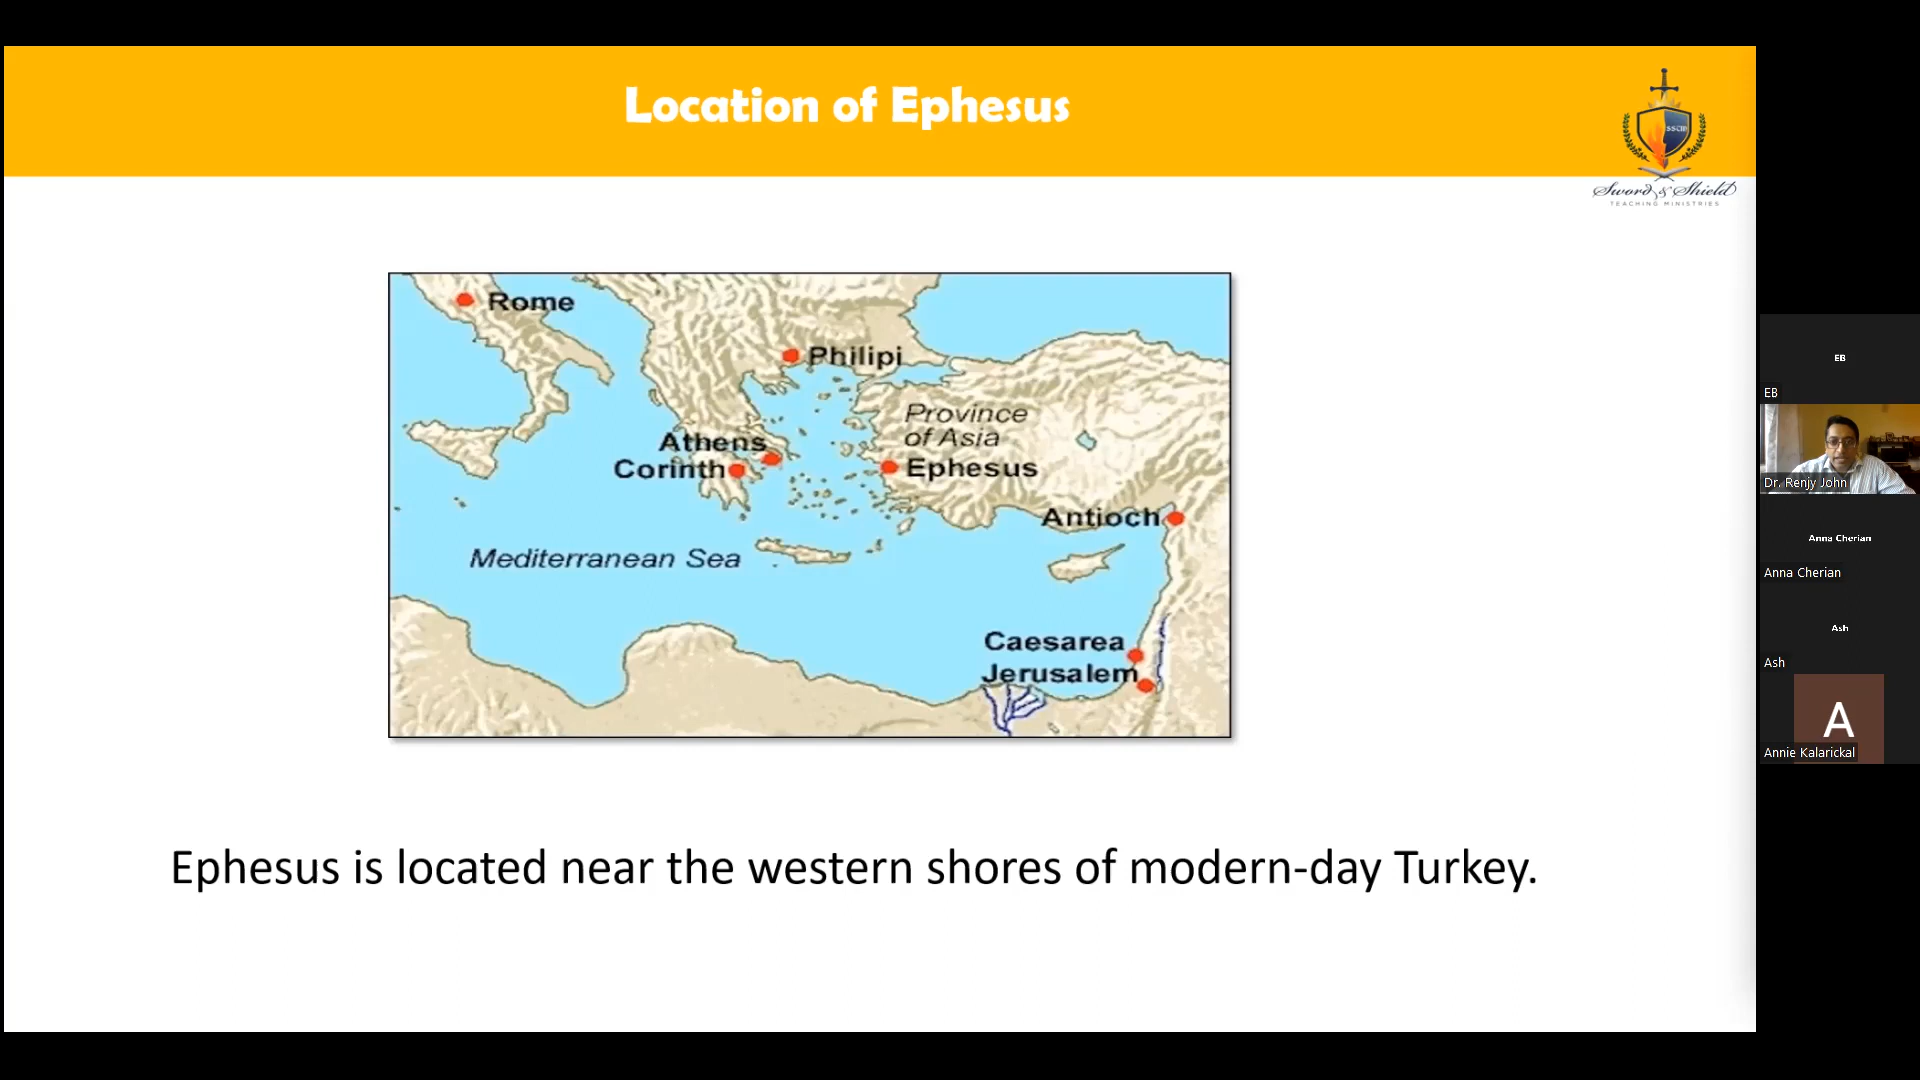 Location of Ephesus
SSCM
Sword & Shield
TEACHING MINISTRIES
Rome
Philipi
Province
of Asia
Athens
Corinth
Ephesus
Antioch
Mediterranean Sea
Caesarea
Jerusalem
Ephesus is located near the western shores of modern-day Turkey.
EB
EB
Dr. Renjy John
Anna Cherian
Anna Cherian
Ash
Ash
A
Annie Kalarickal